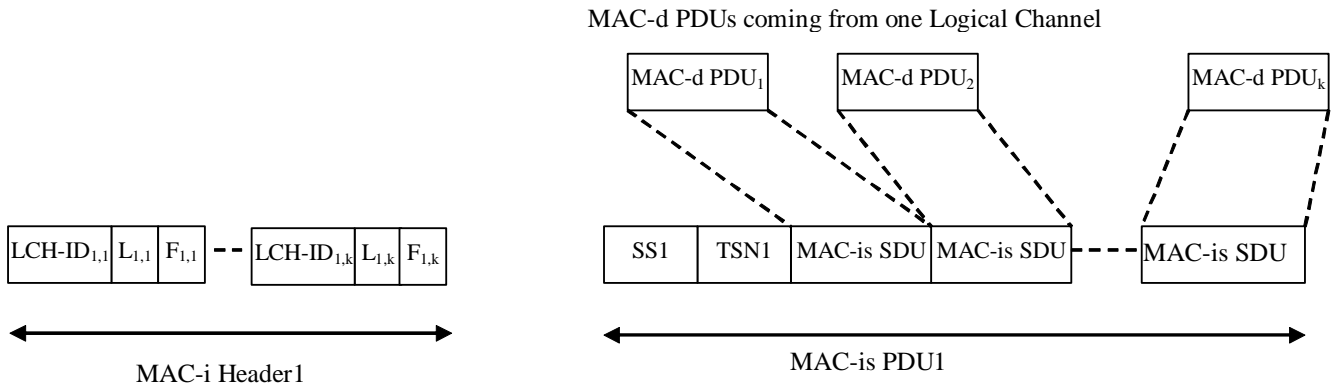 MAC-d PDUs coming from one Logical Channel
MAC-d PDU1 MAC-d PDU2 MAC-d PDUk
LCH-ID1,1 L1,1 F1,1 LCH-ID1,k L1,k F1,k SS1 TSN1 MAC-is SDU MAC-is SDU MAC-is SDU
MAC-i Header1 MAC-is PDU1